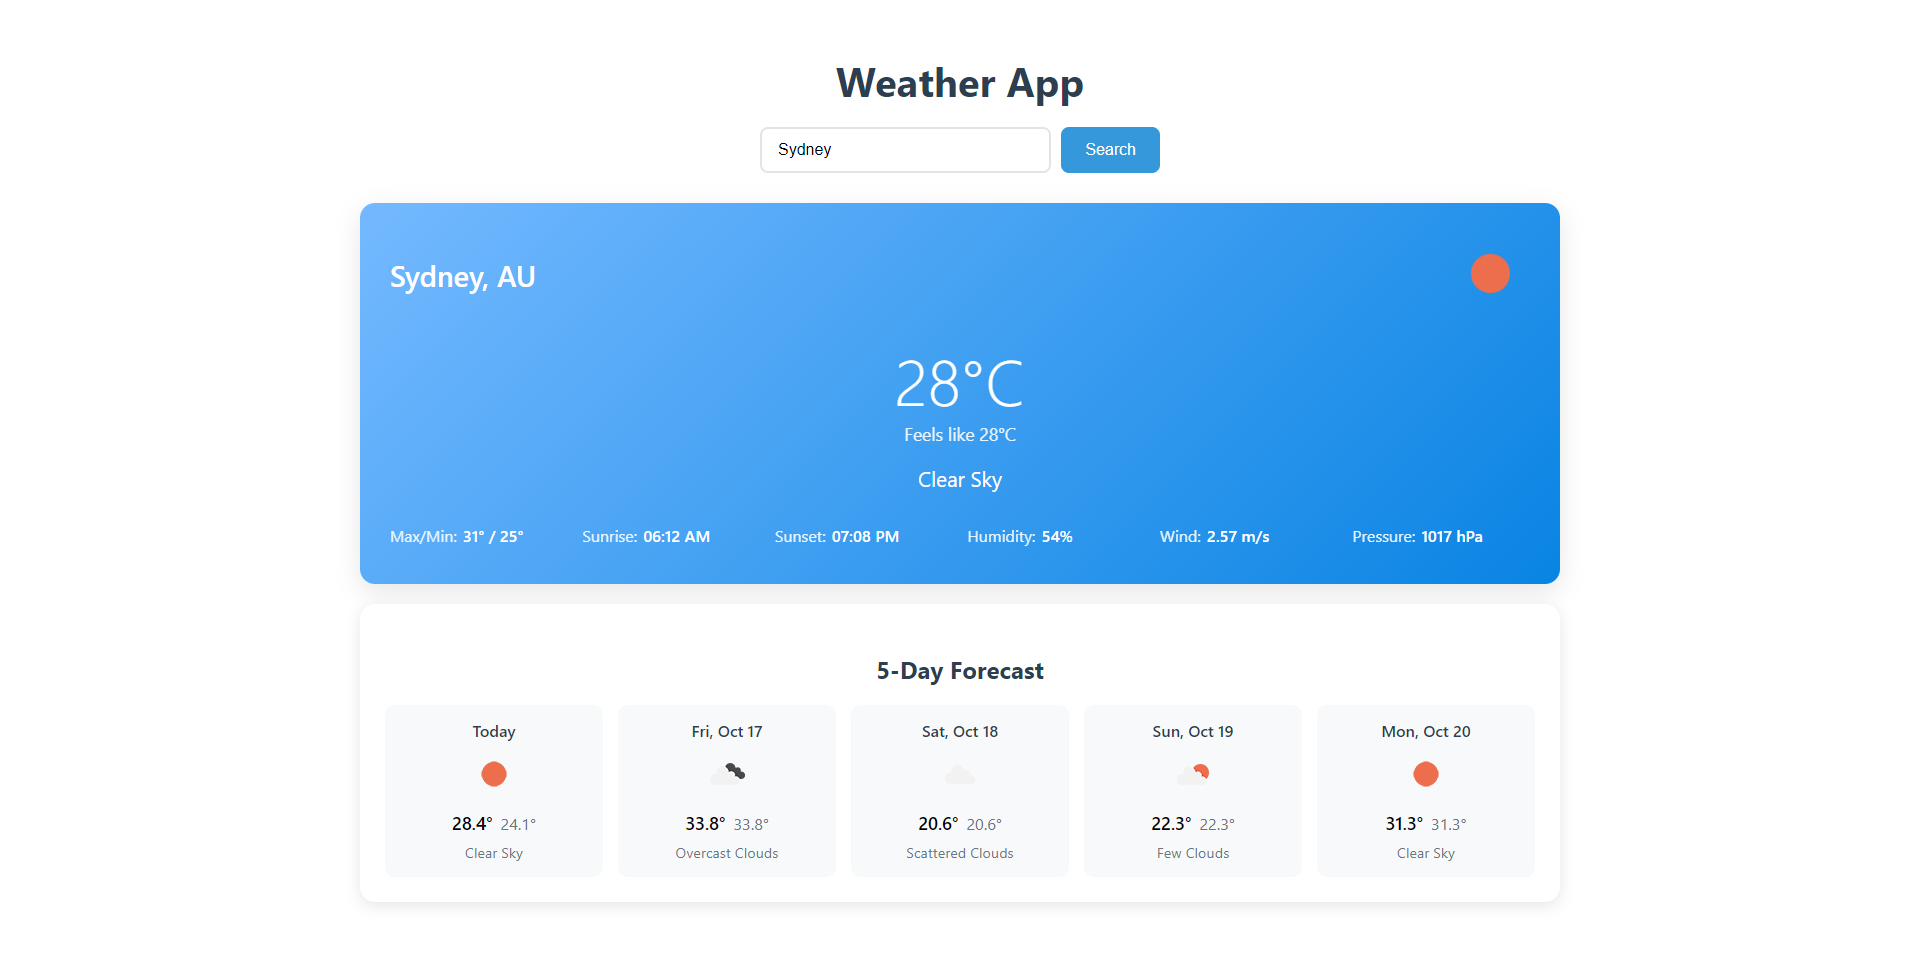 Weather App
Sydney
Search
Sydney, AU
28°C
Feels like 28°C
Clear Sky
Max/Min: 31° / 25°
Sunrise: 06:12 AM
Sunset: 07:08 PM
Humidity: 54%
Wind: 2.57 m/s
Pressure: 1017 hPa
5-Day Forecast
Today
28.4° 24.1°
Clear Sky
Fri, Oct 17
33.8° 33.8°
Overcast Clouds
Sat, Oct 18
20.6° 20.6°
Scattered Clouds
Sun, Oct 19
22.3° 22.3°
Few Clouds
Mon, Oct 20
31.3° 31.3°
Clear Sky